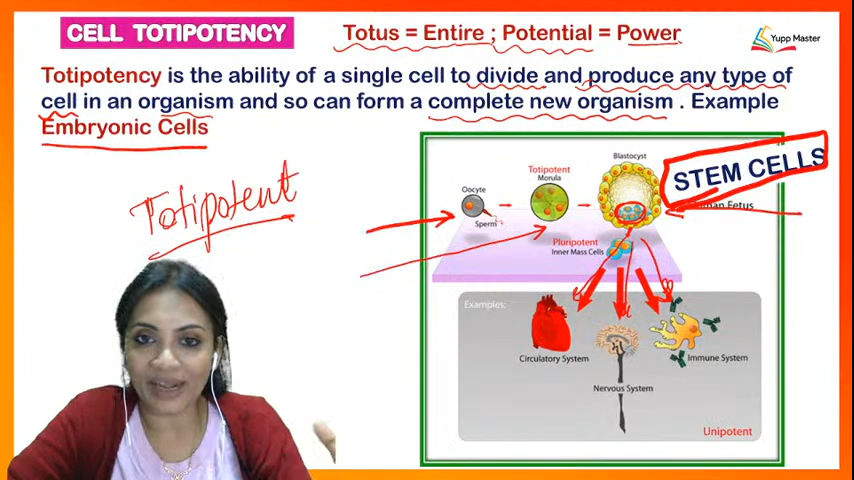 CELL TOTIPOTENCY
Totus = Entire ; Potential = Power
Yupp Master
Totipotency is the ability of a single cell to divide and produce any type of
cell in an organism and so can form a complete new organism . Example
Embryonic Cells
Totipotent
STEM CELLS
Blastocyst
Totipotent
Morula
Oocyte
Sperm
Fetus
Pluripotent
Inner Mass Cells
Examples:
Circulatory System
Immune System
Nervous System
Unipotent